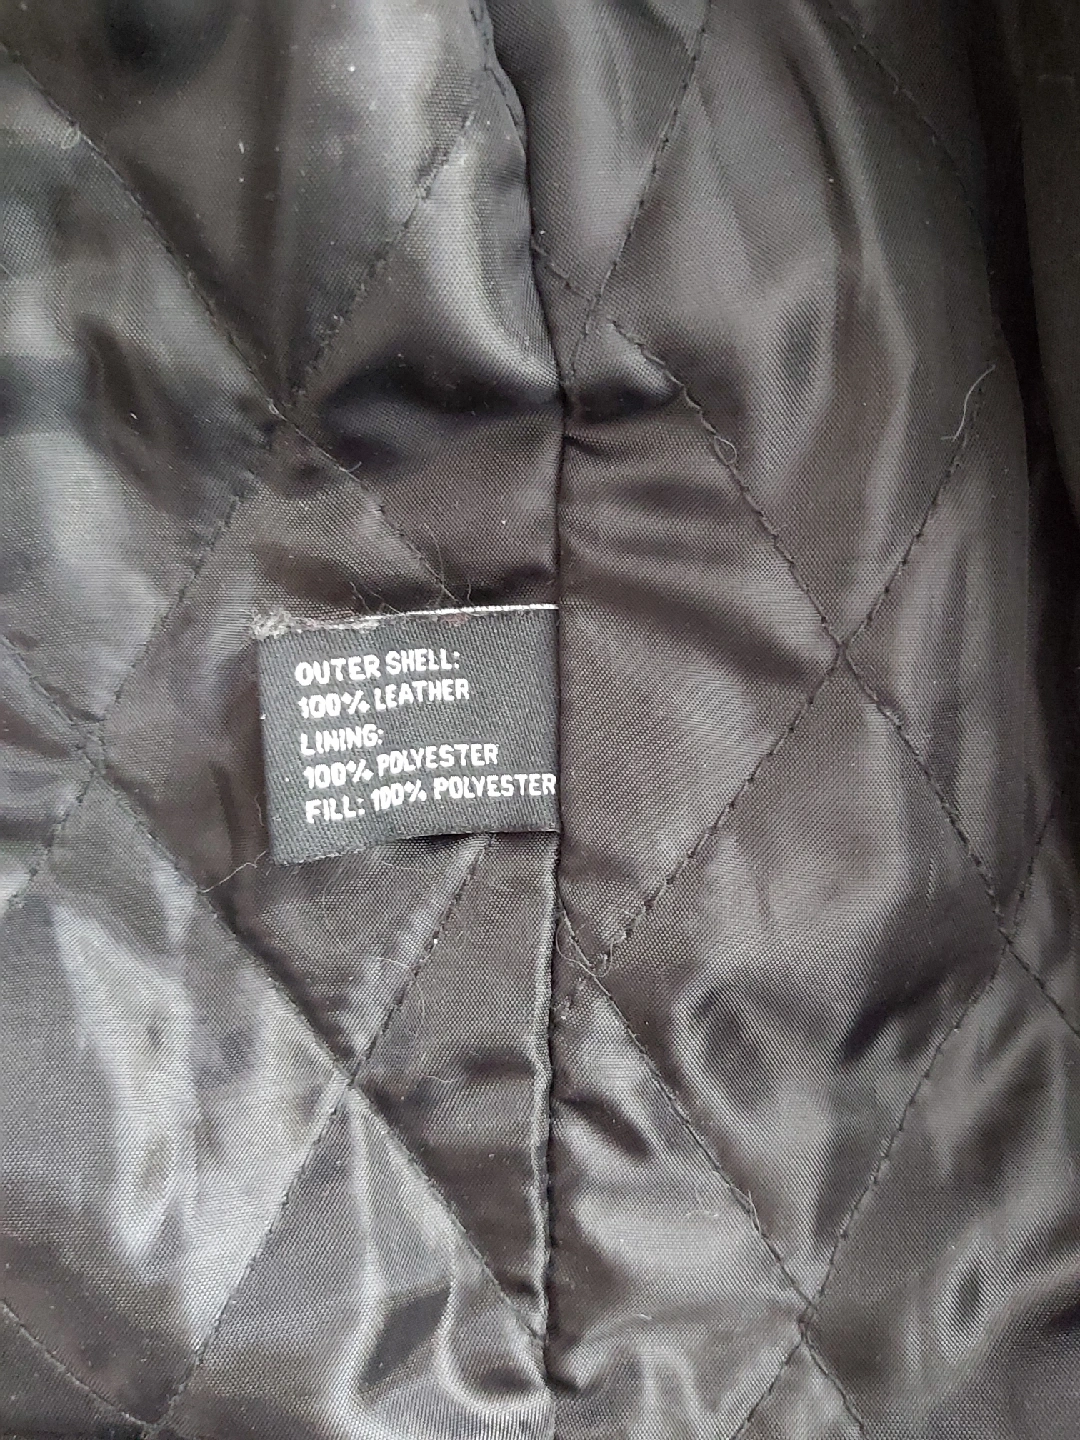 OUTER SHELL:
100% LEATHER
LINING:
100% POLYESTER
FILL: 100% POLYESTER